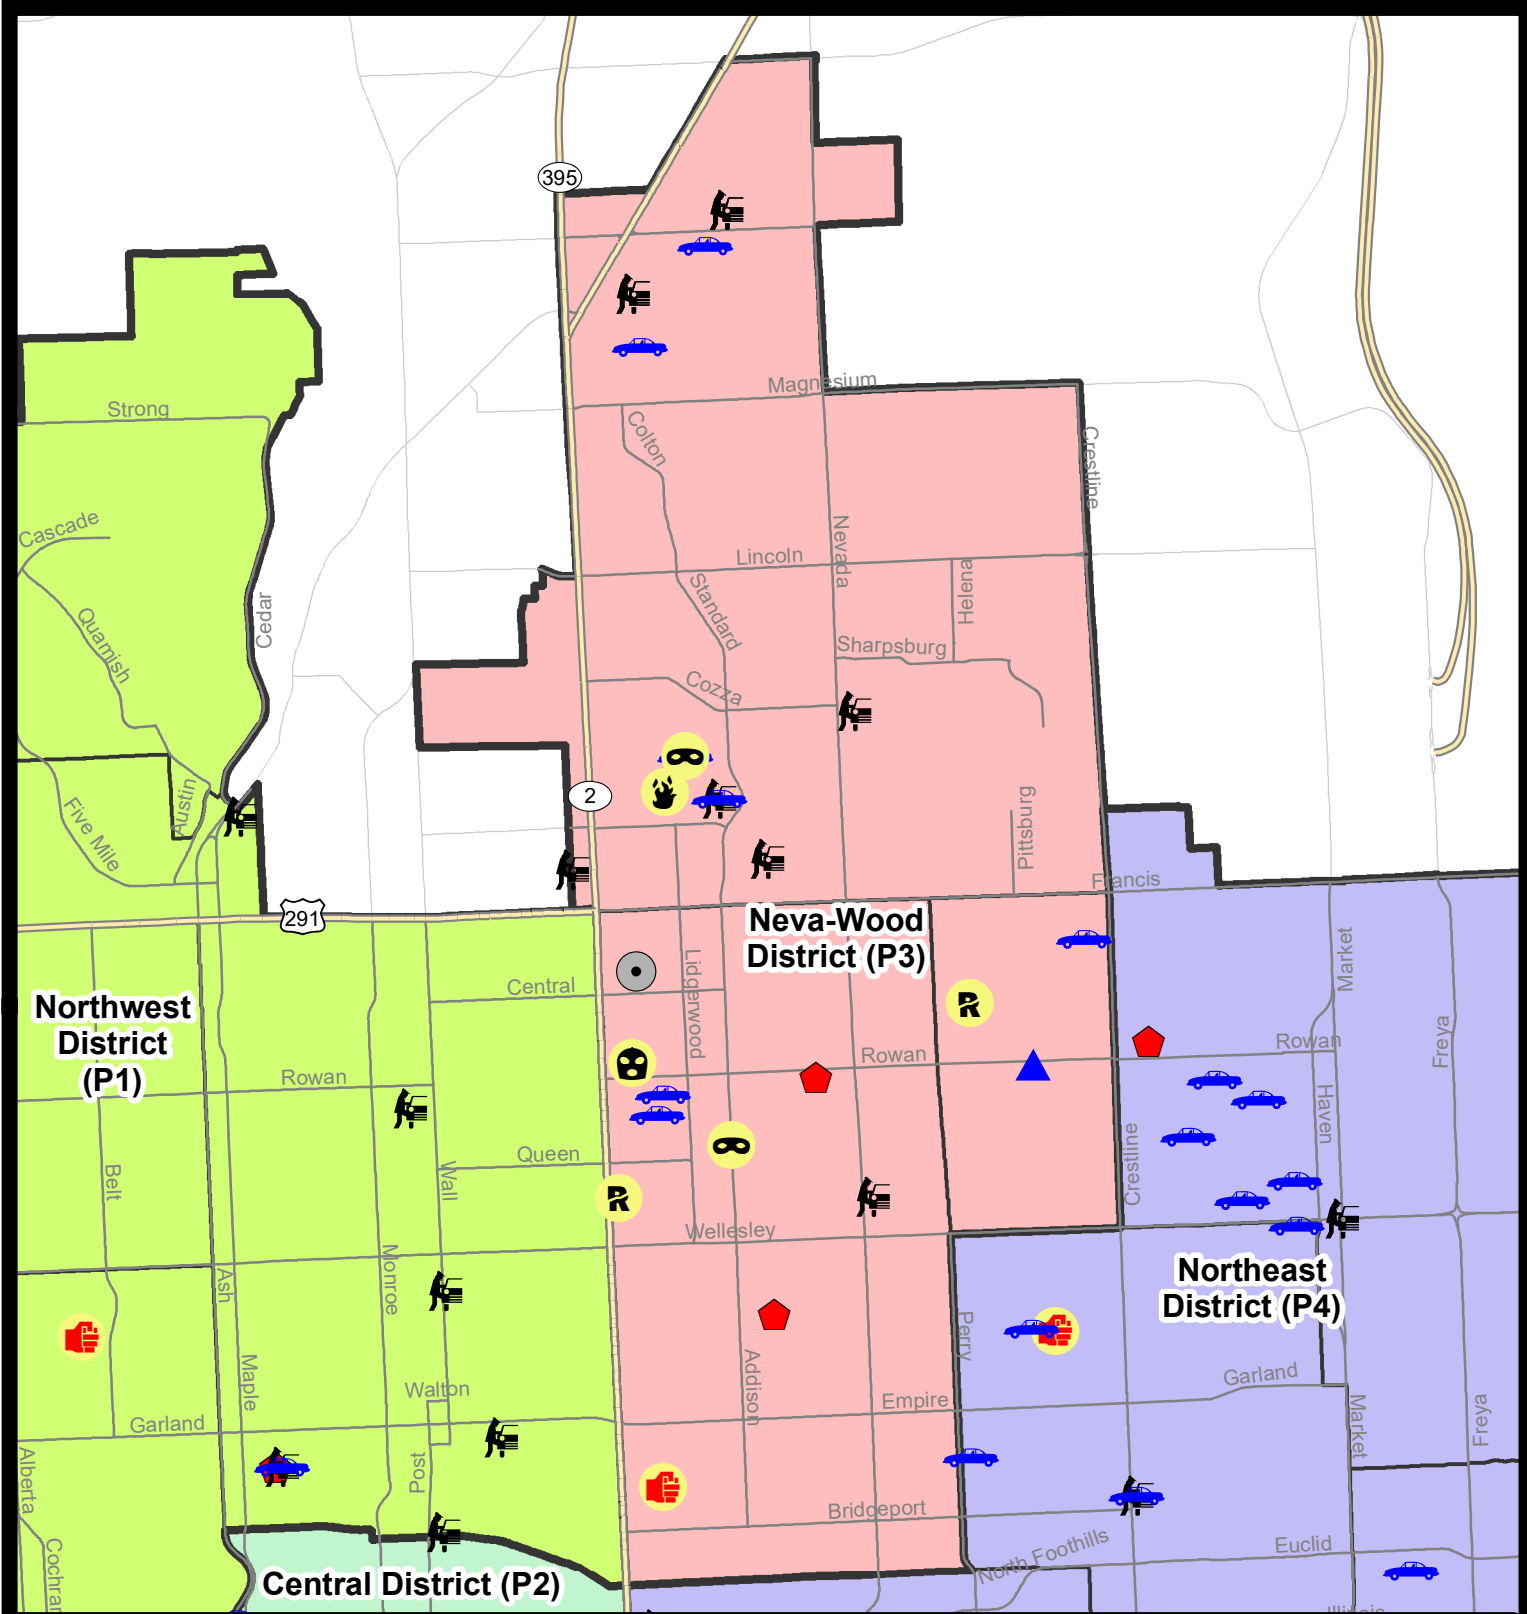 395
Magnesium
Strong
Colton
Crestline
Cascade
Nevada
Lincoln
Helena
Standard
Cedar
Quamish
Sharpsburg
Cozza
2
Austin
Five Mile
Pittsburg
Francis
291
Neva-Wood
District (P3)
Lidgerwood
Market
Central
Northwest
District
(P1)
Freya
Rowan
Rowan
Rowan
Haven
Crestline
Queen
Belt
Wall
Wellesley
Monroe
Ash
Northeast
District (P4)
Perry
Maple
Addison
Walton
Garland
Empire
Garland
Market
Freya
Alberta
Post
Bridgeport
North Foothills
Euclid
Cochran
Central District (P2)